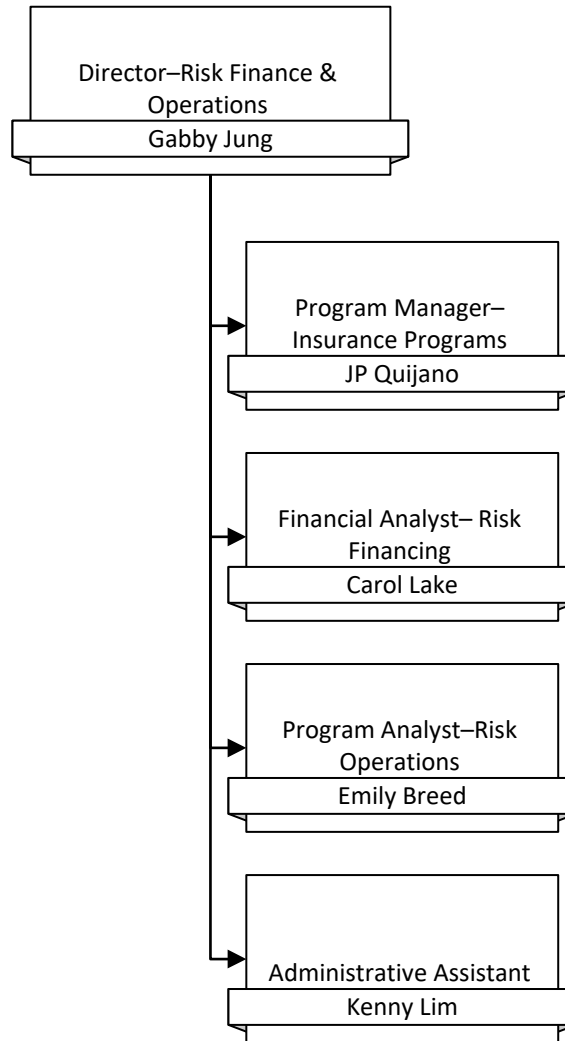 Director–Risk Finance &
Operations
Gabby Jung
Program Manager–
Insurance Programs
JP Quijano
Financial Analyst– Risk
Financing
Carol Lake
Program Analyst–Risk
Operations
Emily Breed
Administrative Assistant
Kenny Lim